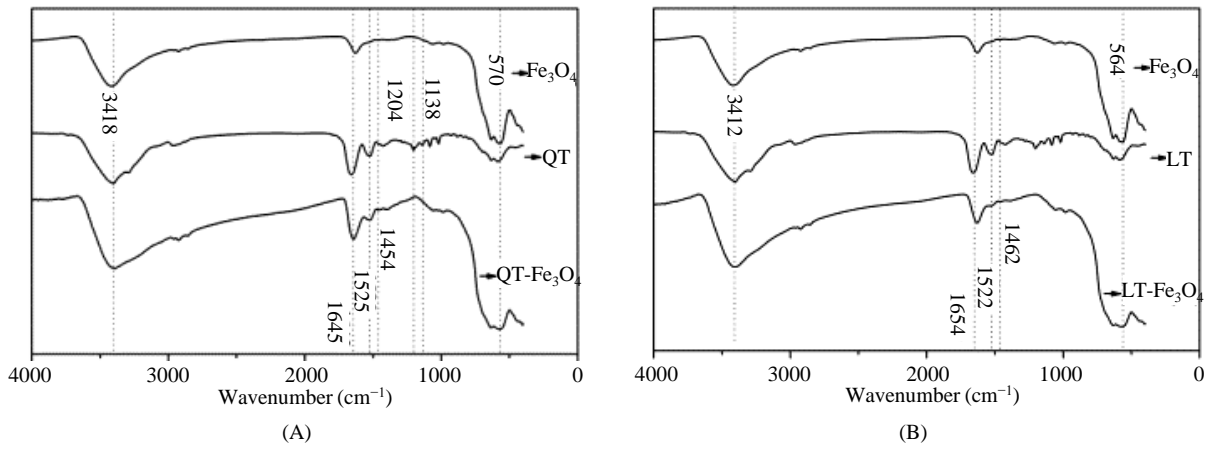 3418
1204
1138
570
Fe₃O₄
QT
QT-Fe₃O₄
1645
1525
1454
4000
3000
2000
1000
0
Wavenumber (cm⁻¹)
(A)
3412
564
Fe₃O₄
LT
LT-Fe₃O₄
1654
1522
1462
4000
3000
2000
1000
0
Wavenumber (cm⁻¹)
(B)